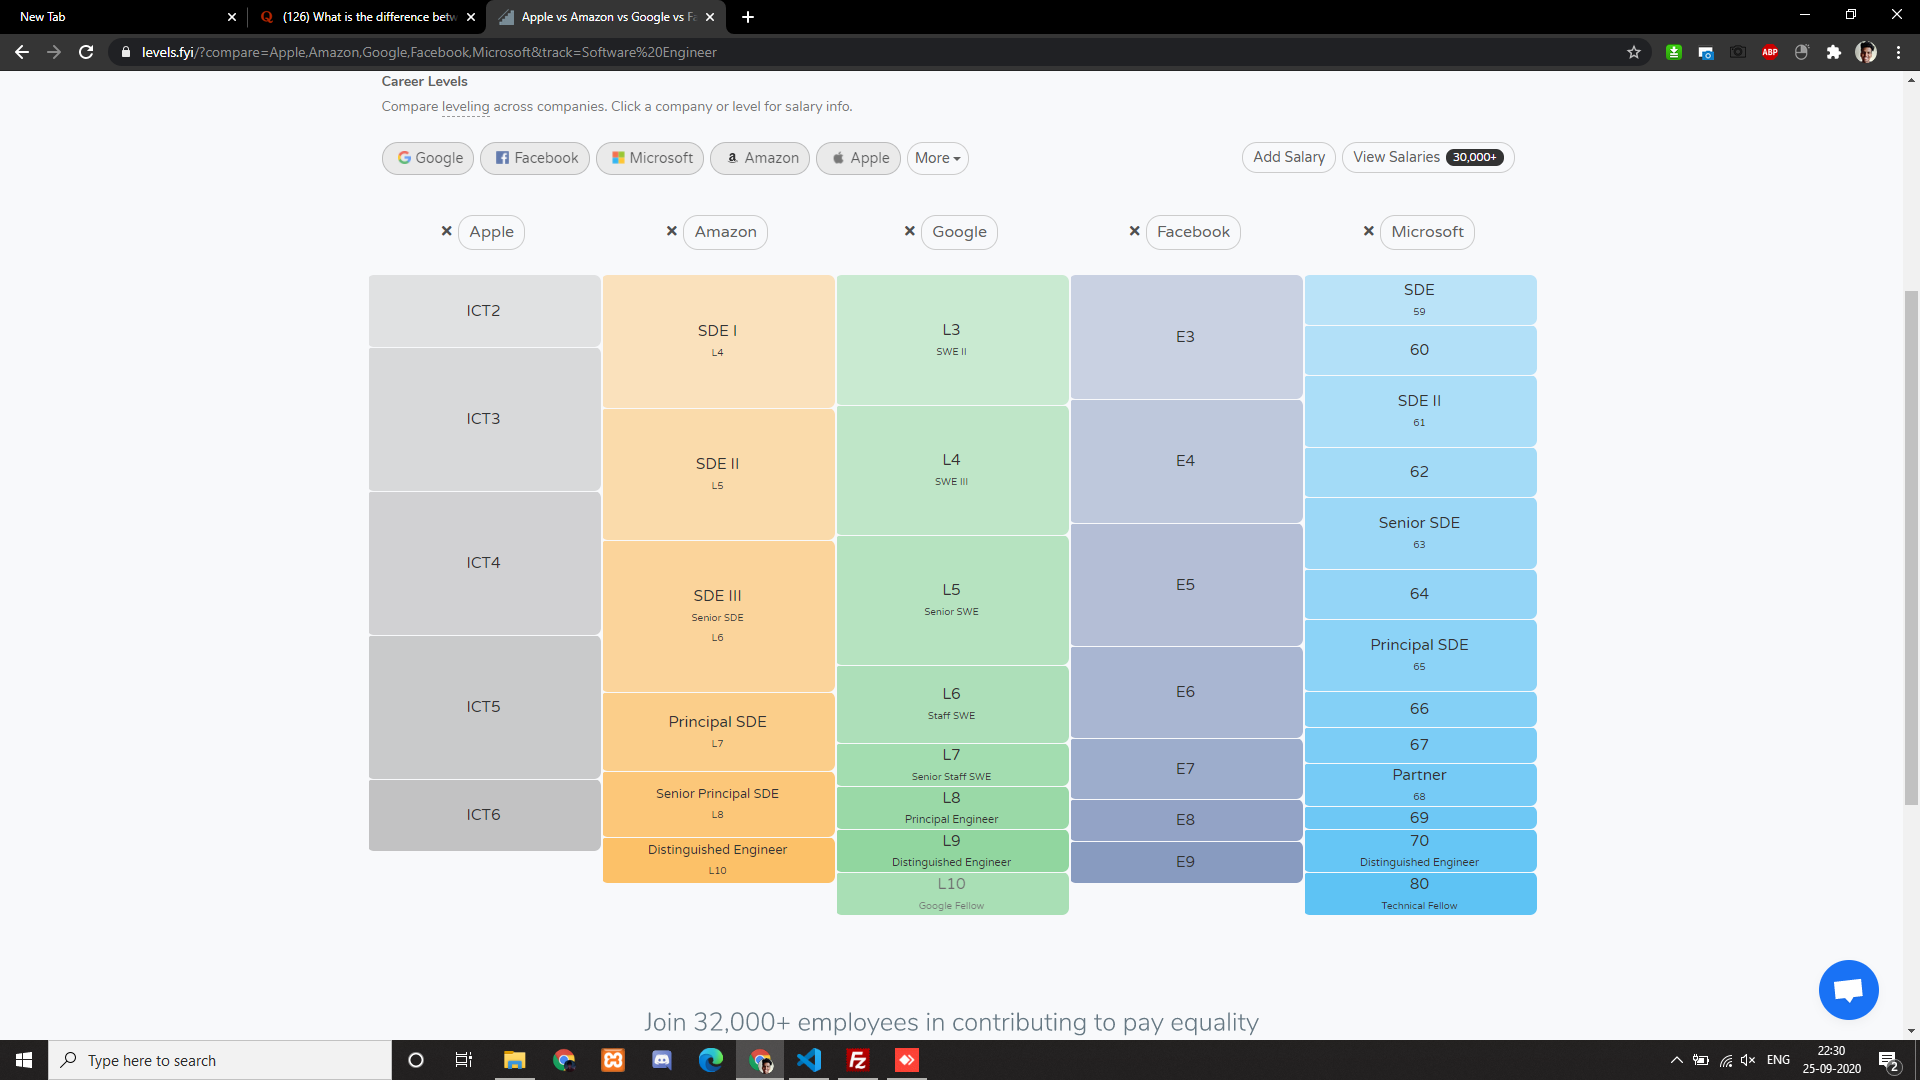 New Tab
(126) What is the difference betw
Apple vs Amazon vs Google vs Fa
levels.fyi/?compare=Apple,Amazon,Google,Facebook,Microsoft&track=Software%20Engineer
ABP
Career Levels
Compare leveling across companies. Click a company or level for salary info.
Google Facebook Microsoft Amazon Apple More
Add Salary View Salaries 30,000+
× Apple
× Amazon
× Google
× Facebook
× Microsoft
ICT2
ICT3
ICT4
ICT5
ICT6
SDE I
L4
SDE II
L5
SDE III
Senior SDE
L6
Principal SDE
L7
Senior Principal SDE
L8
Distinguished Engineer
L10
L3
SWE II
L4
SWE III
L5
Senior SWE
L6
Staff SWE
L7
Senior Staff SWE
L8
Principal Engineer
L9
Distinguished Engineer
L10
Google Fellow
E3
E4
E5
E6
E7
E8
E9
SDE
59
60
SDE II
61
62
Senior SDE
63
64
Principal SDE
65
66
67
Partner
68
69
70
Distinguished Engineer
80
Technical Fellow
Join 32,000+ employees in contributing to pay equality
Type here to search
ENG
22:30
25-09-2020
2